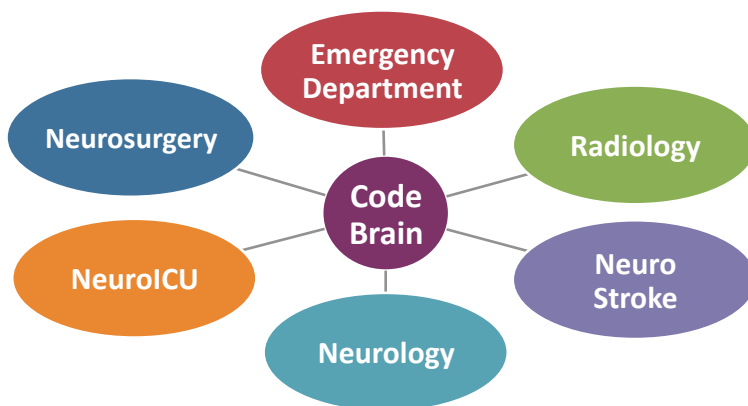 Emergency
Department
Neurosurgery
Radiology
Code
Brain
NeuroICU
Neuro
Stroke
Neurology